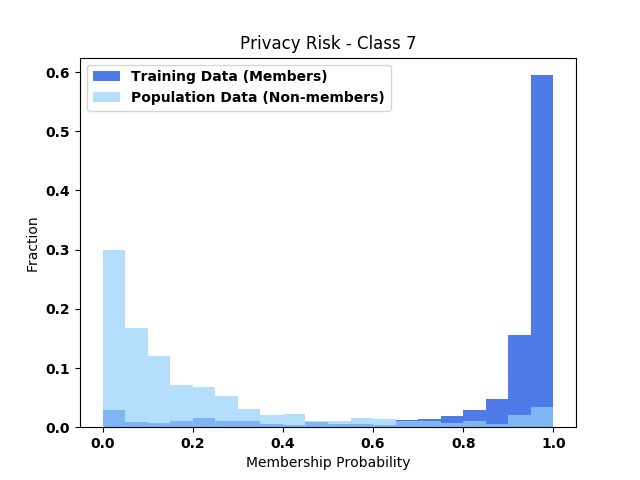 Privacy Risk - Class 7
Training Data (Members)
Population Data (Non-members)
0.6
0.5
0.4
0.3
0.2
0.1
0.0
Fraction
0.0 0.2 0.4 0.6 0.8 1.0
Membership Probability